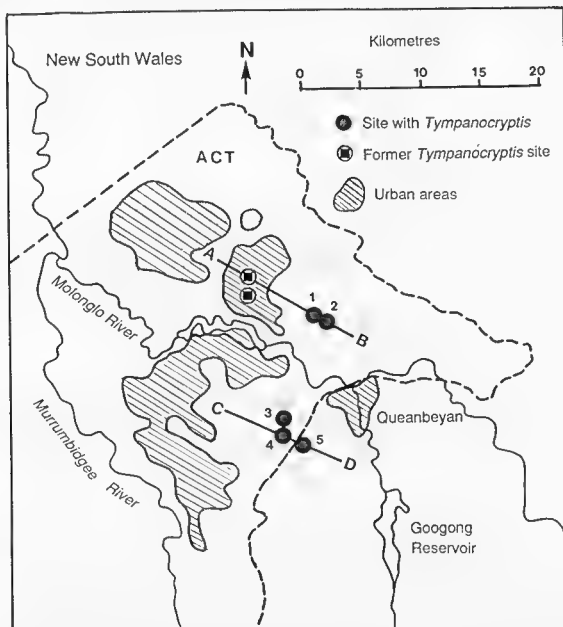 New South Wales
Kilometres
N
0 5 10 15 20
Site with Tympanocryptis
Former Tympanocryptis site
Urban areas
ACT
A
1 2
B
Molonglo River
Murrumbidgee
River
C
3
4 5
D
Queanbeyan
Googong
Reservoir